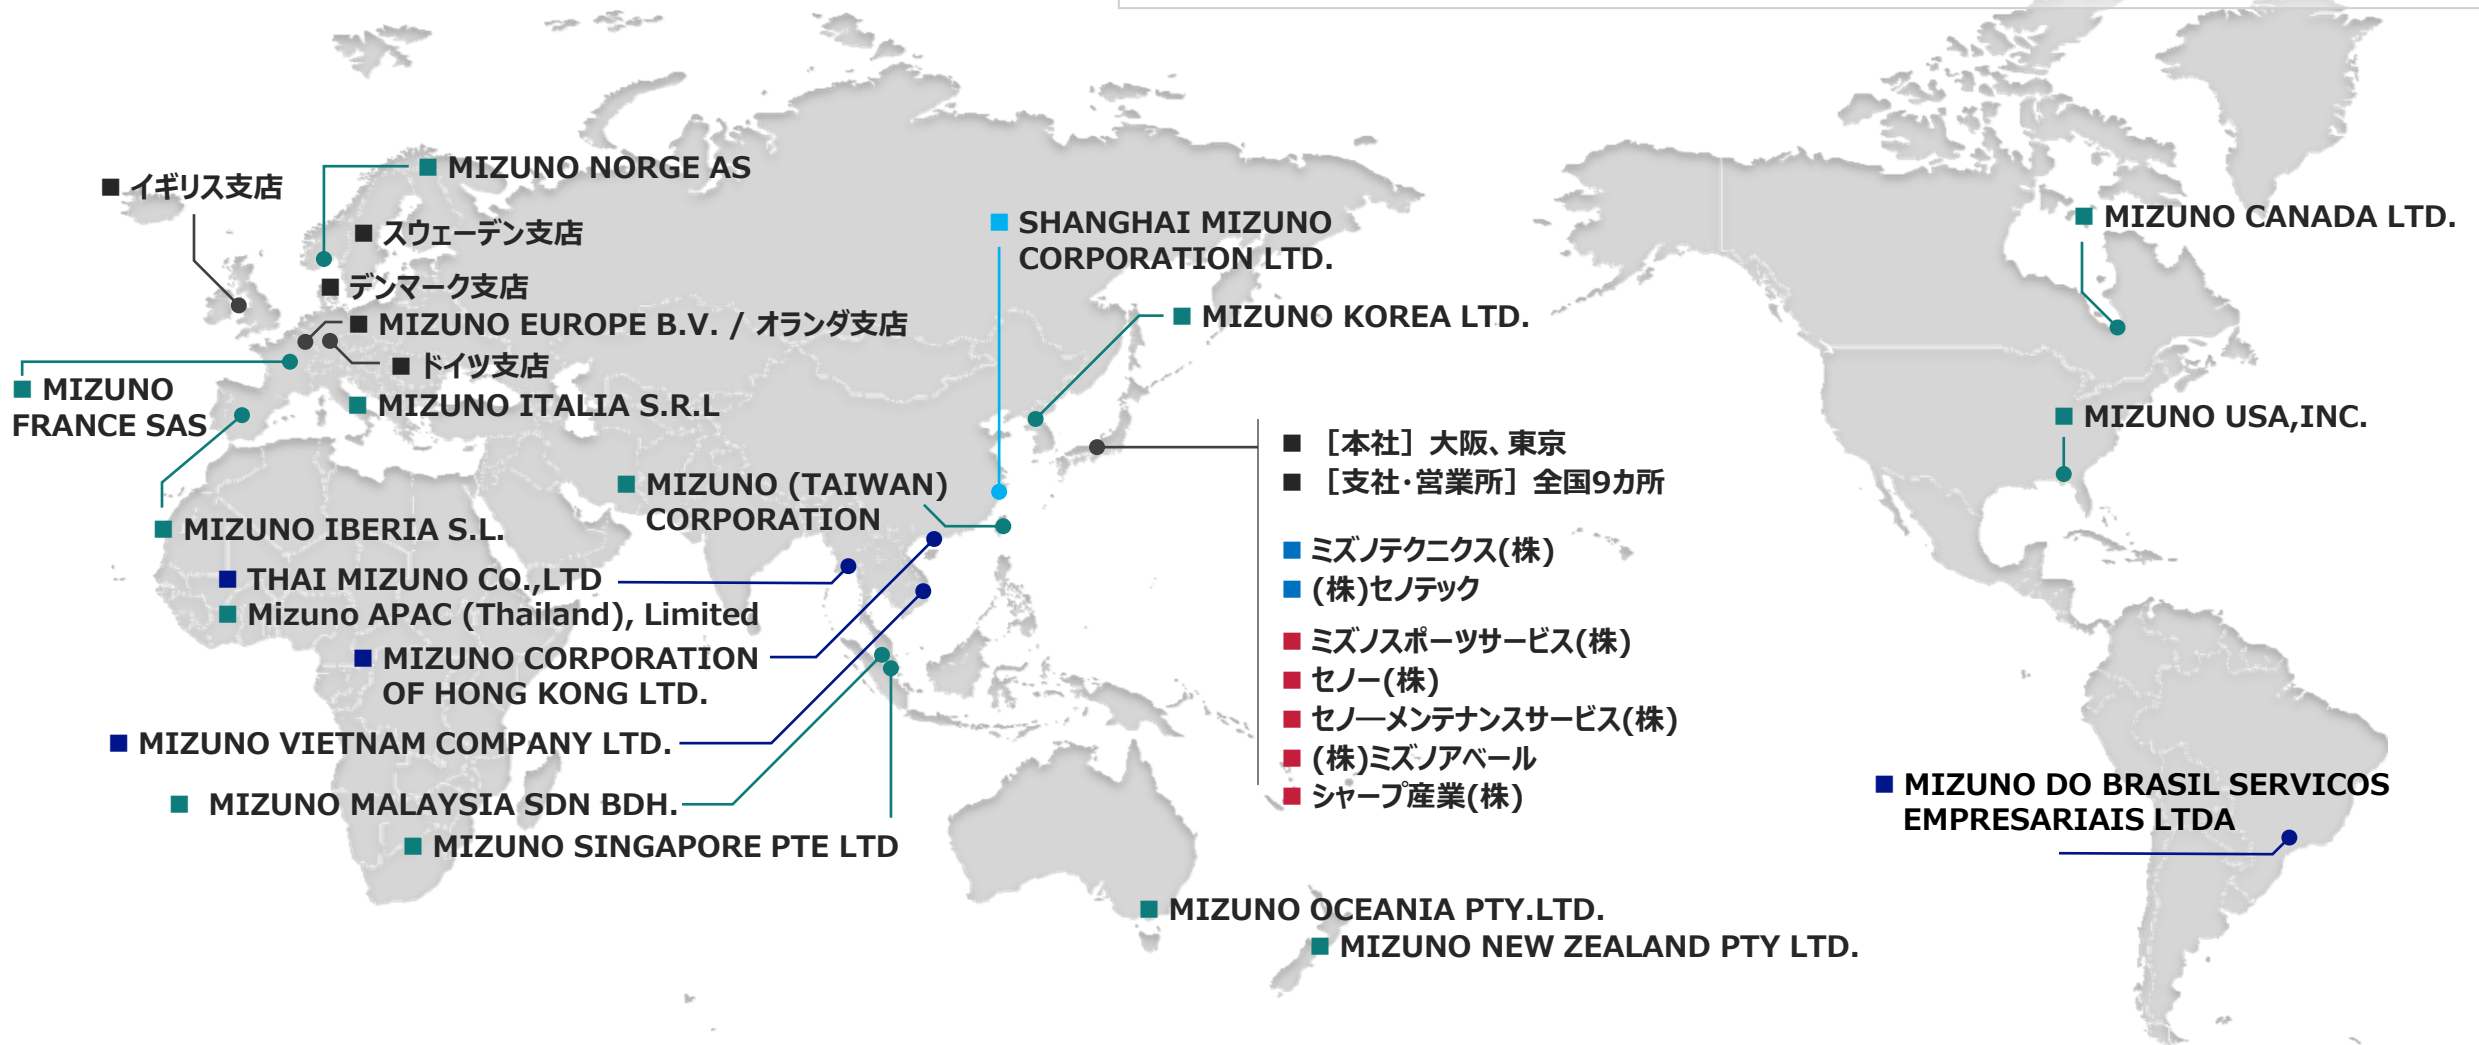 ■ MIZUNO NORGE AS
■ イギリス支店
■ スウェーデン支店
■ デンマーク支店
■ MIZUNO EUROPE B.V. / オランダ支店
■ ドイツ支店
■ MIZUNO
FRANCE SAS
■ MIZUNO ITALIA S.R.L
■ MIZUNO IBERIA S.L.
■ SHANGHAI MIZUNO
CORPORATION LTD.
■ MIZUNO KOREA LTD.
■ MIZUNO (TAIWAN)
CORPORATION
■ THAI MIZUNO CO.,LTD
■ Mizuno APAC (Thailand), Limited
■ MIZUNO CORPORATION
OF HONG KONG LTD.
■ MIZUNO VIETNAM COMPANY LTD.
■ MIZUNO MALAYSIA SDN BDH.
■ MIZUNO SINGAPORE PTE LTD
■ ［本社］大阪、東京
■ ［支社・営業所］全国9カ所
■ ミズノテクニクス(株)
■ (株)セノテック
■ ミズノスポーツサービス(株)
■ セノー(株)
■ セノ―メンテナンスサービス(株)
■ (株)ミズノアベール
■ シャープ産業(株)
■ MIZUNO OCEANIA PTY.LTD.
■ MIZUNO NEW ZEALAND PTY LTD.
■ MIZUNO CANADA LTD.
■ MIZUNO USA,INC.
■ MIZUNO DO BRASIL SERVICOS
EMPRESARIAIS LTDA